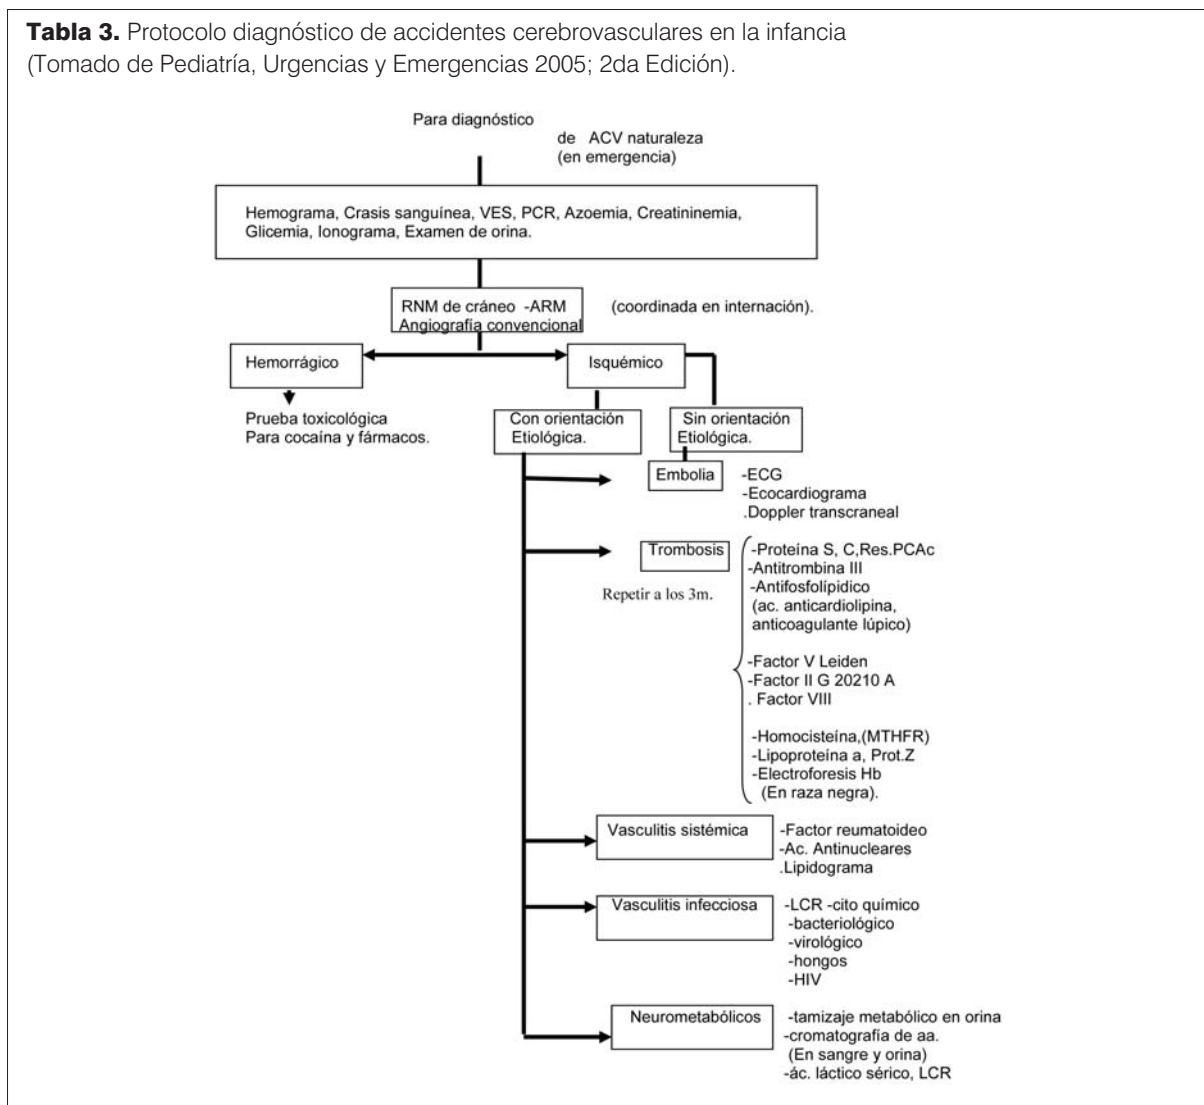 Tabla 3. Protocolo diagnóstico de accidentes cerebrovasculares en la infancia
(Tomado de Pediatría, Urgencias y Emergencias 2005; 2da Edición).
Para diagnóstico
de ACV naturaleza
(en emergencia)
Hemograma, Crasis sanguínea, VES, PCR, Azoemia, Creatininemia,
Glicemia, Ionograma, Examen de orina.
RNM de cráneo -ARM
Angiografía convencional
(coordinada en internación).
Hemorrágico
Isquémico
Prueba toxicológica
Para cocaína y fármacos.
Con orientación
Etiológica.
Sin orientación
Etiológica.
Embolia
-ECG
-Ecocardiograma
.Doppler transcraneal
Trombosis
Repetir a los 3m.
-Proteína S, C,Res.PCAc
-Antitrombina III
-Antifosfolípidico
(ac. anticardiolipina,
anticoagulante lúpico)
-Factor V Leiden
-Factor II G 20210 A
. Factor VIII
-Homocisteína,(MTHFR)
-Lipoproteína a, Prot.Z
-Electroforesis Hb
(En raza negra).
Vasculitis sistémica
-Factor reumatoideo
-Ac. Antinucleares
.Lipidograma
Vasculitis infecciosa
-LCR -cito químico
-bacteriológico
-virológico
-hongos
-HIV
Neurometabólicos
-tamizaje metabólico en orina
-cromatografía de aa.
(En sangre y orina)
-ác. láctico sérico, LCR